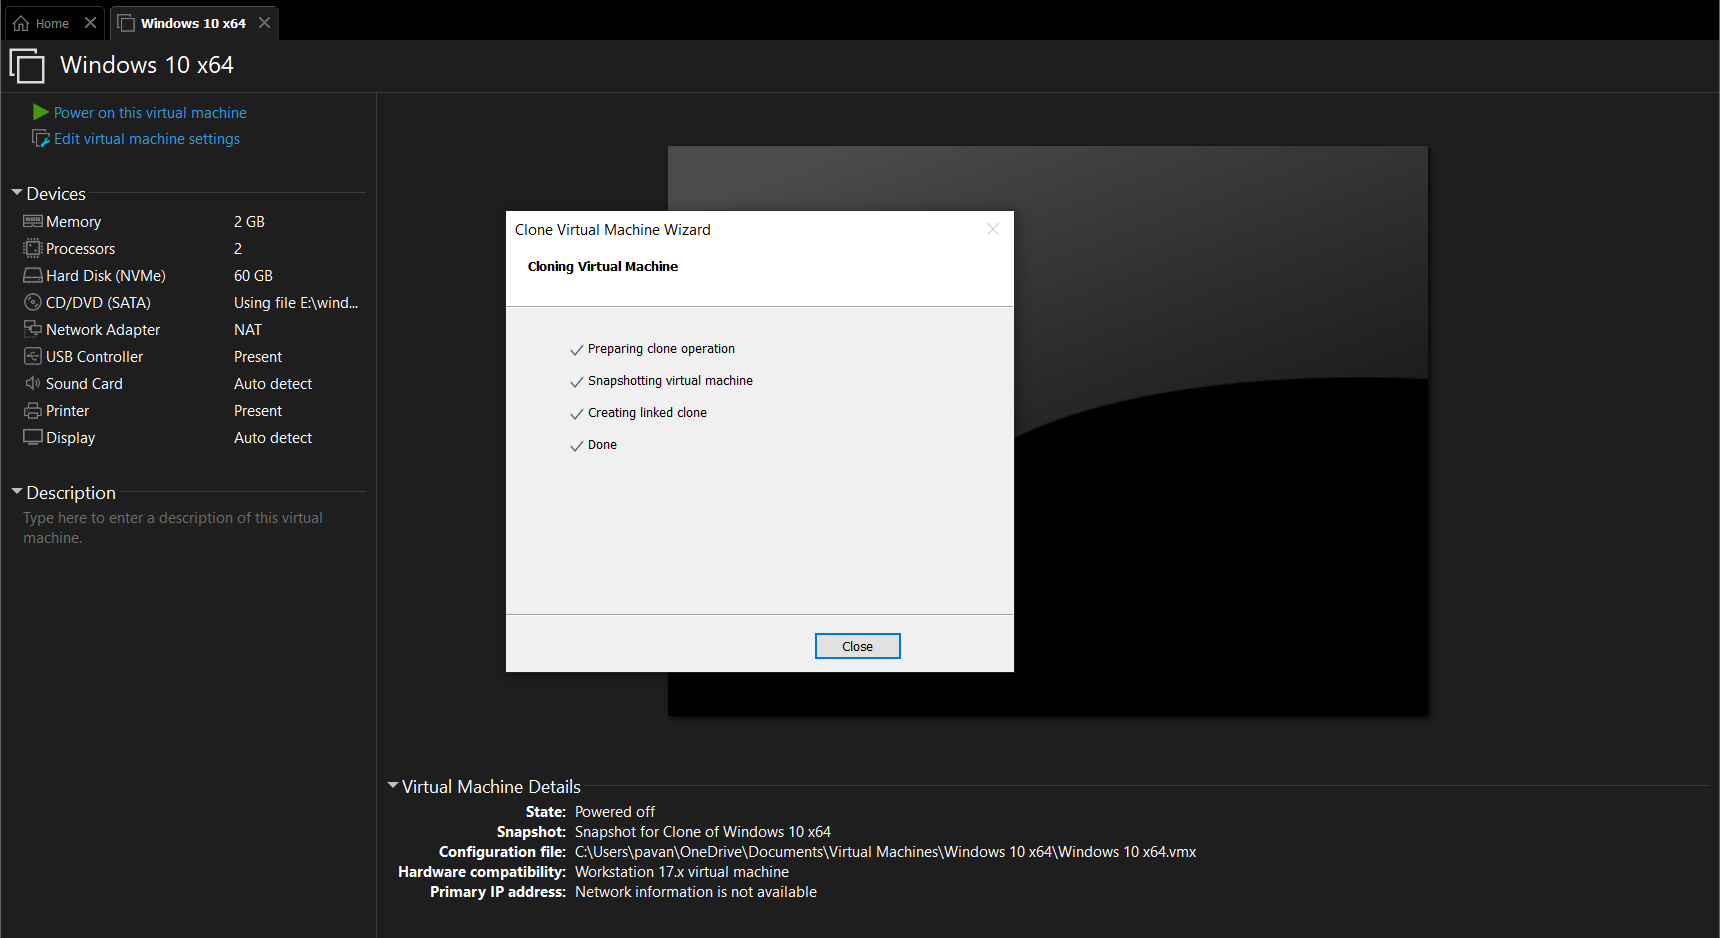 Home
Windows 10 x64
Windows 10 x64
Power on this virtual machine
Edit virtual machine settings
Devices
Memory 2 GB
Processors 2
Hard Disk (NVMe) 60 GB
CD/DVD (SATA) Using file E:\wind...
Network Adapter NAT
USB Controller Present
Sound Card Auto detect
Printer Present
Display Auto detect
Description
Type here to enter a description of this virtual
machine.
Clone Virtual Machine Wizard
Cloning Virtual Machine
Preparing clone operation
Snapshotting virtual machine
Creating linked clone
Done
Close
Virtual Machine Details
State: Powered off
Snapshot: Snapshot for Clone of Windows 10 x64
Configuration file: C:\Users\pavan\OneDrive\Documents\Virtual Machines\Windows 10 x64\Windows 10 x64.vmx
Hardware compatibility: Workstation 17.x virtual machine
Primary IP address: Network information is not available